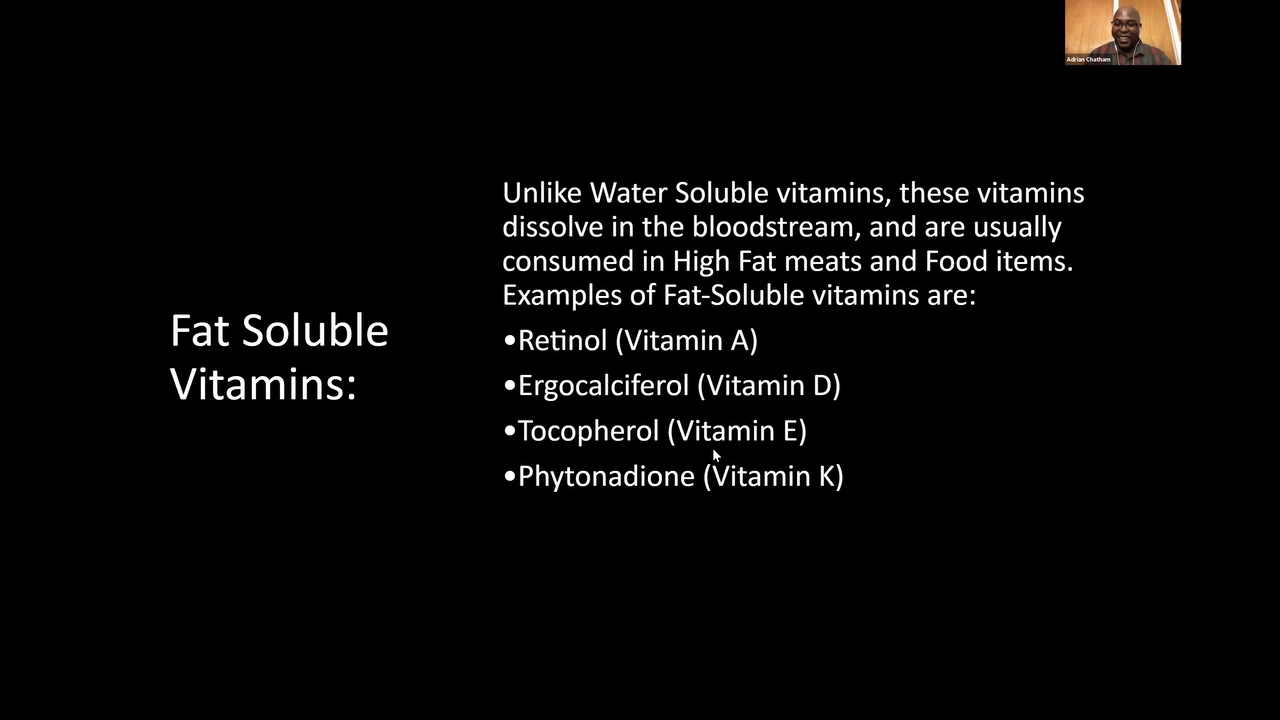 Adrian Chatham
Fat Soluble
Vitamins:
Unlike Water Soluble vitamins, these vitamins
dissolve in the bloodstream, and are usually
consumed in High Fat meats and Food items.
Examples of Fat-Soluble vitamins are:
•Retinol (Vitamin A)
•Ergocalciferol (Vitamin D)
•Tocopherol (Vitamin E)
•Phytonadione (Vitamin K)